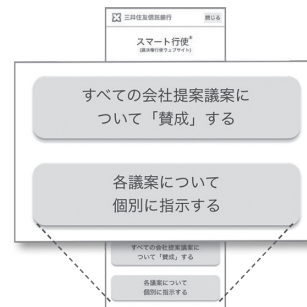 三井住友信託銀行
閉じる
スマート行使®
(議決権行使ウェブサイト)
すべての会社提案議案に
ついて「賛成」する
各議案について
個別に指示する
すべての会社提案議案に
ついて「賛成」する
各議案について
個別に指示する